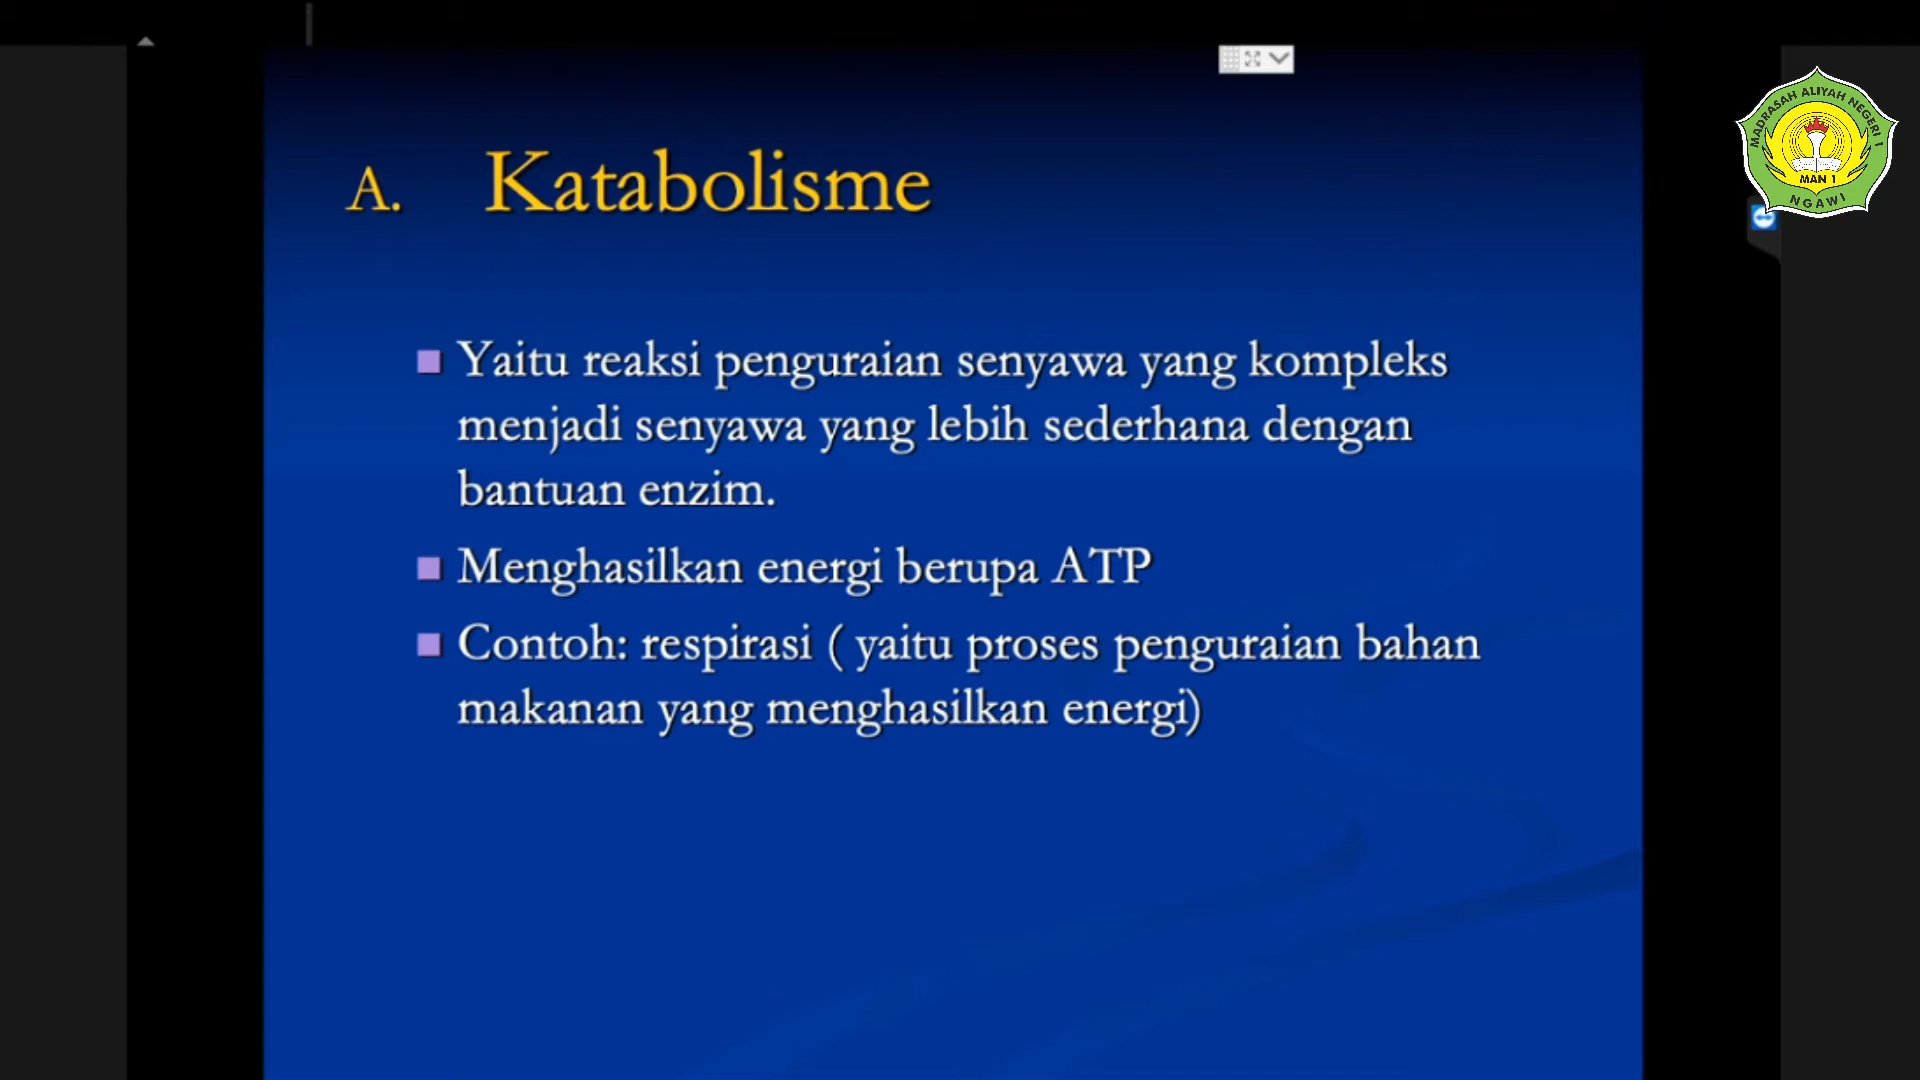 A. Katabolisme
Yaitu reaksi penguraian senyawa yang kompleks
menjadi senyawa yang lebih sederhana dengan
bantuan enzim.
Menghasilkan energi berupa ATP
Contoh: respirasi ( yaitu proses penguraian bahan
makanan yang menghasilkan energi)
MADRASAH ALIYAH NEGERI 1
MAN 1
NGAWI